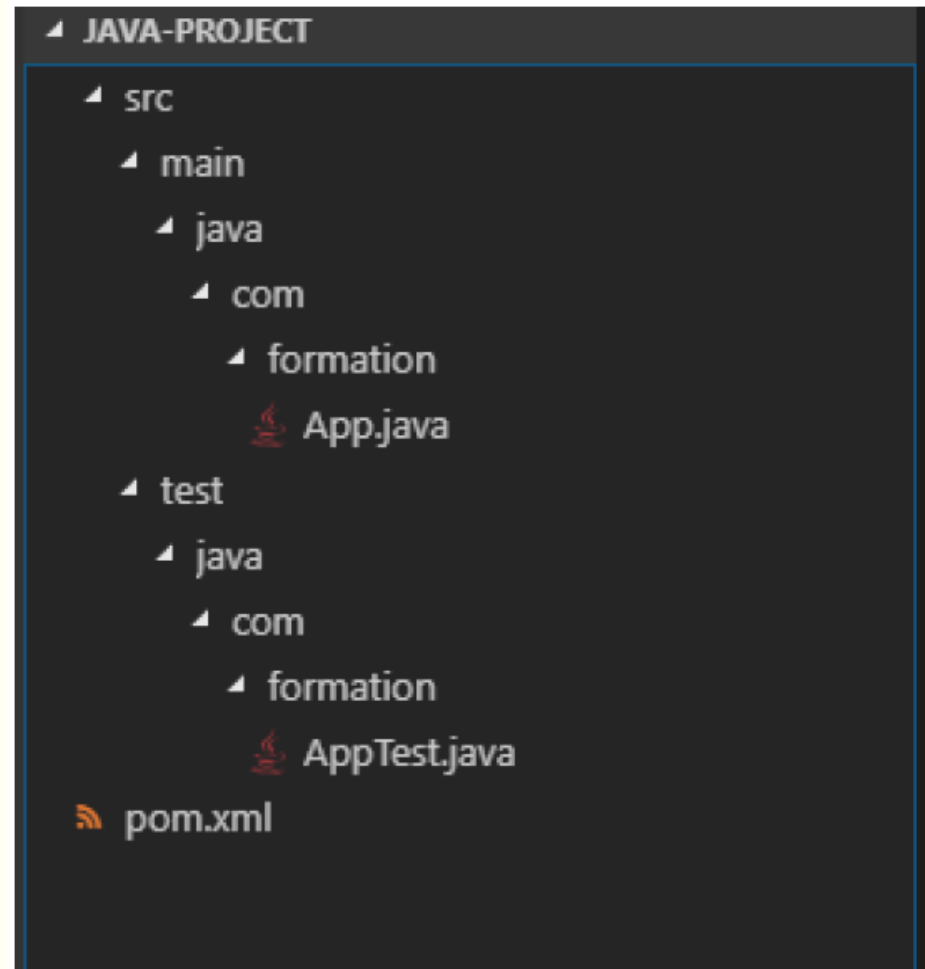 JAVA-PROJECT
src
main
java
com
formation
App.java
test
java
com
formation
AppTest.java
pom.xml